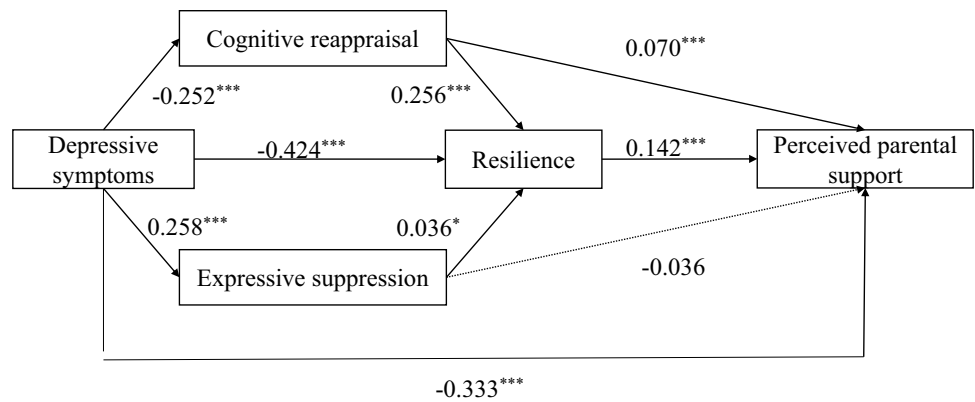 Cognitive reappraisal
0.070***
-0.252***
0.256***
Depressive
symptoms
-0.424***
Resilience
0.142***
Perceived parental
support
0.258***
0.036*
Expressive suppression
-0.036
-0.333***